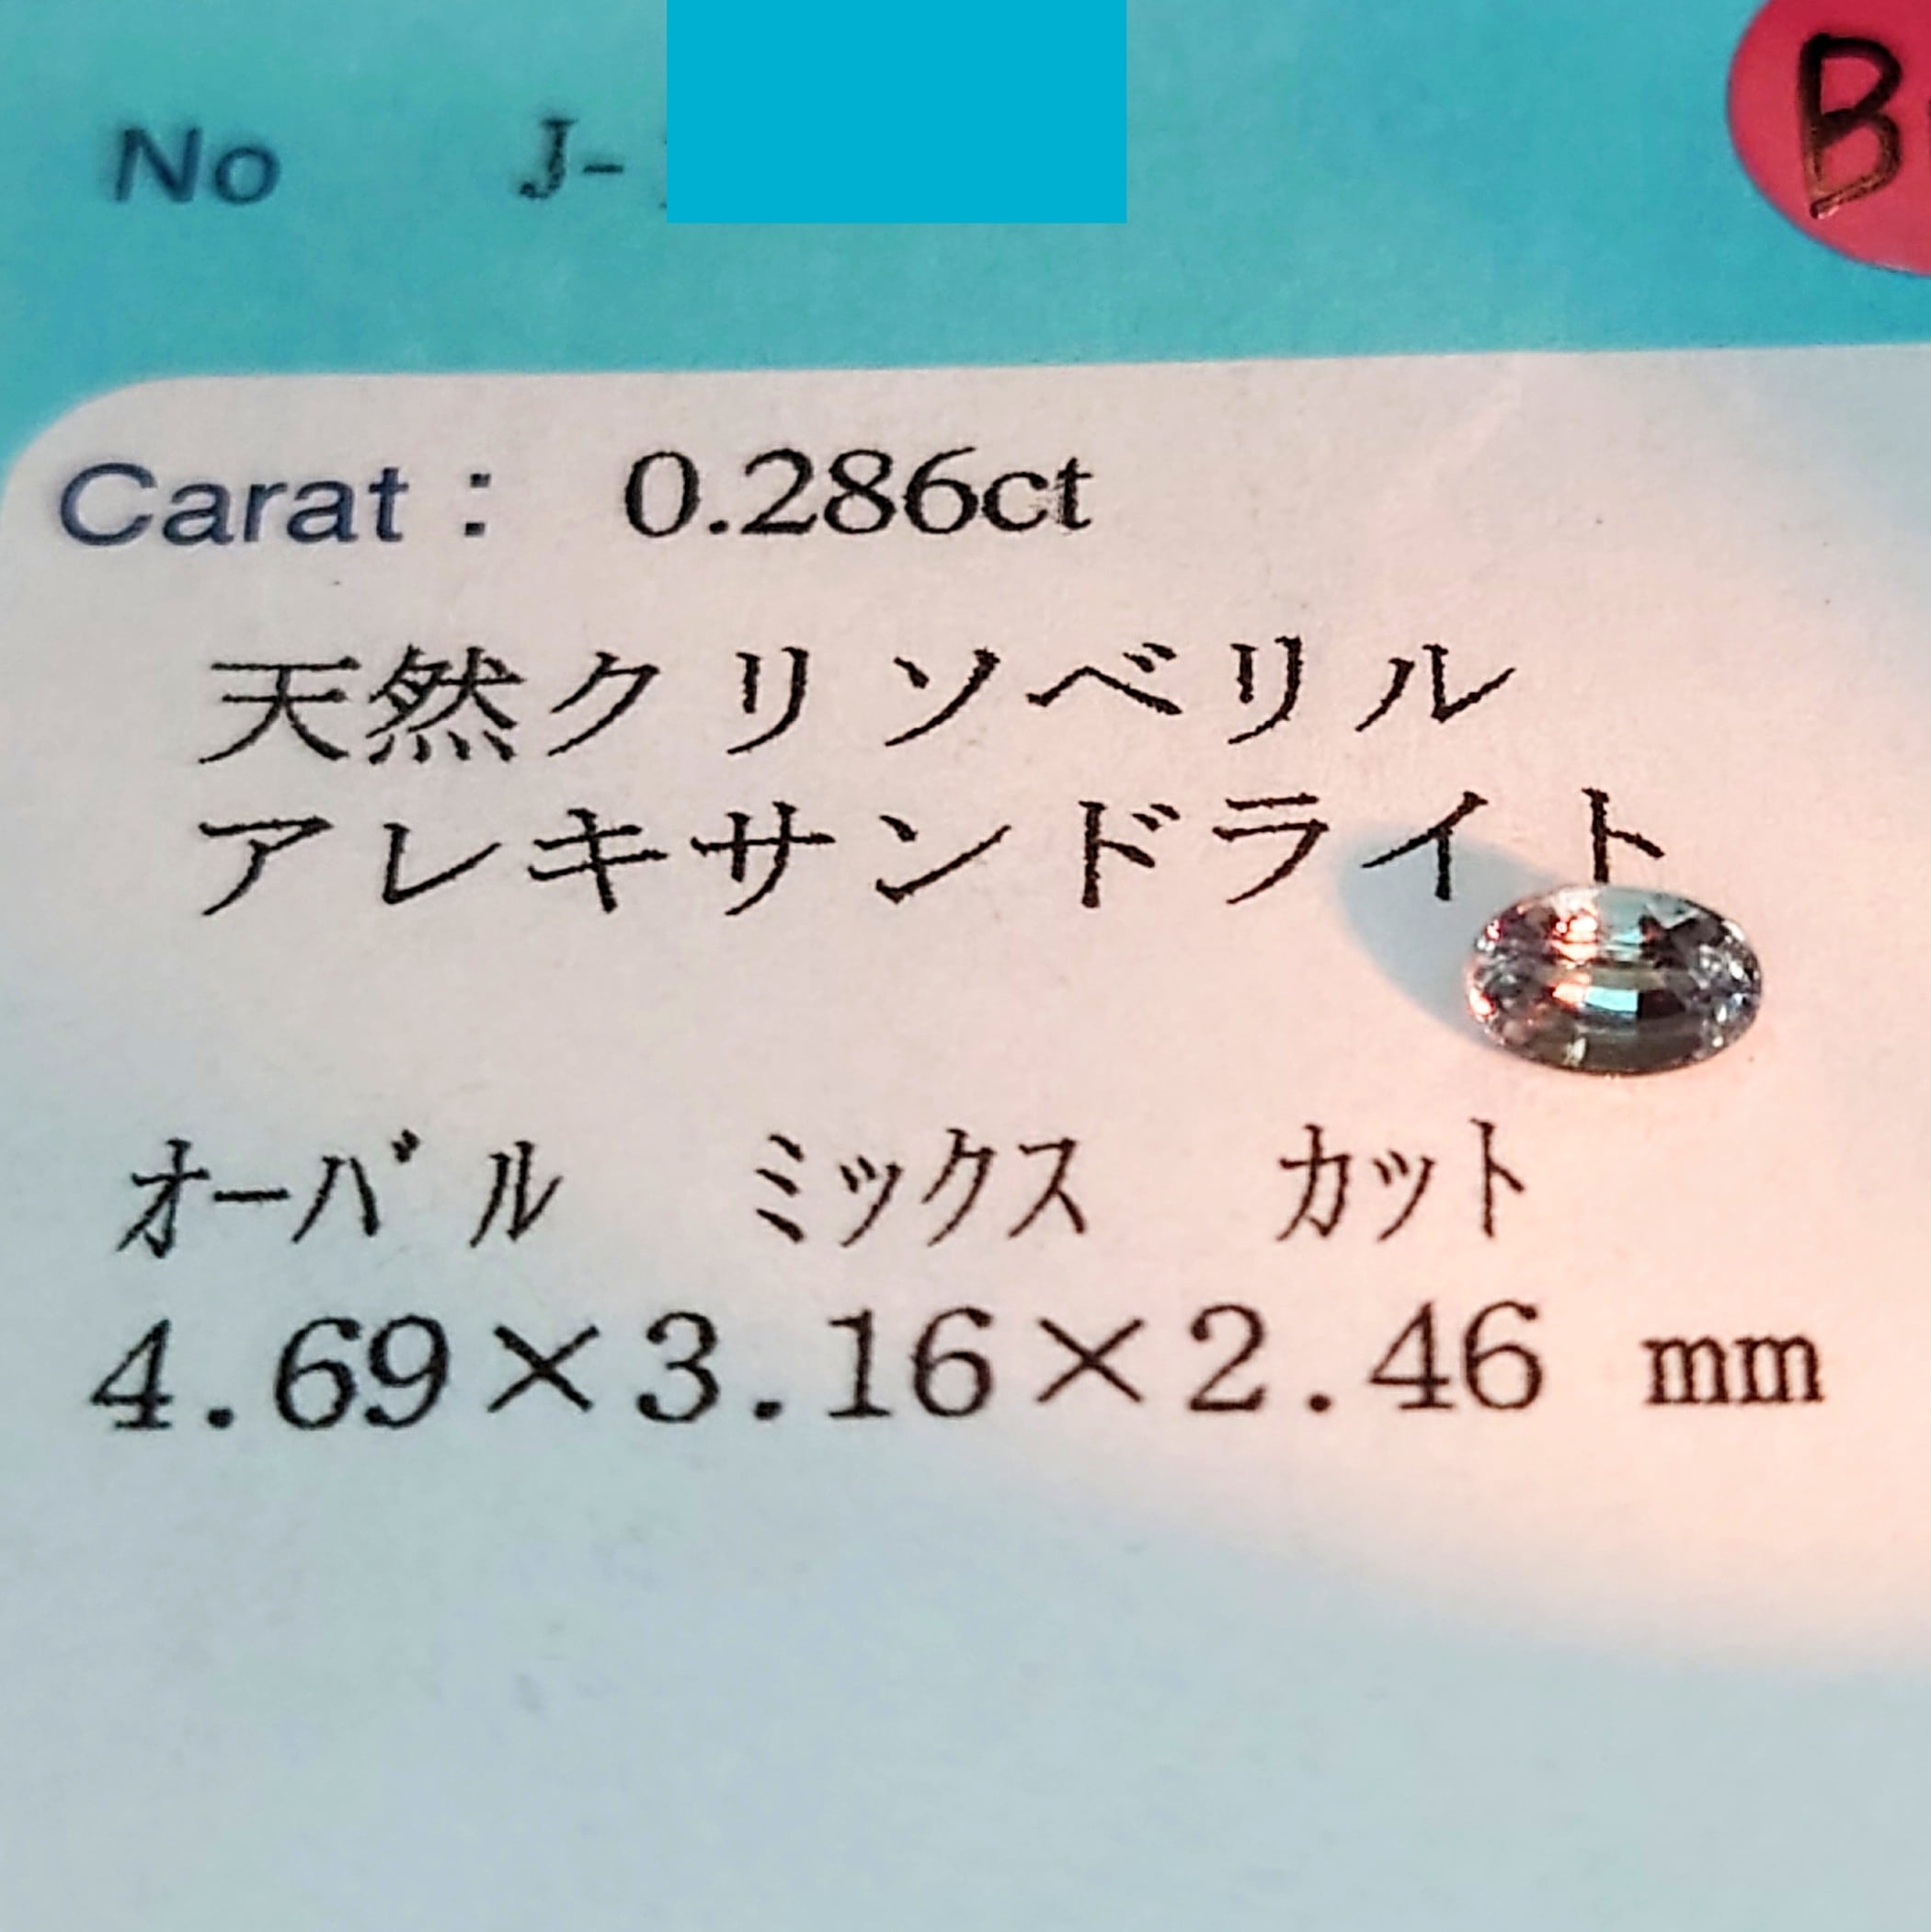 No J-
B
Carat : 0.286ct
天然クリソベリル
アレキサンドライト
オーバル ミックス カット
4.69×3.16×2.46 mm